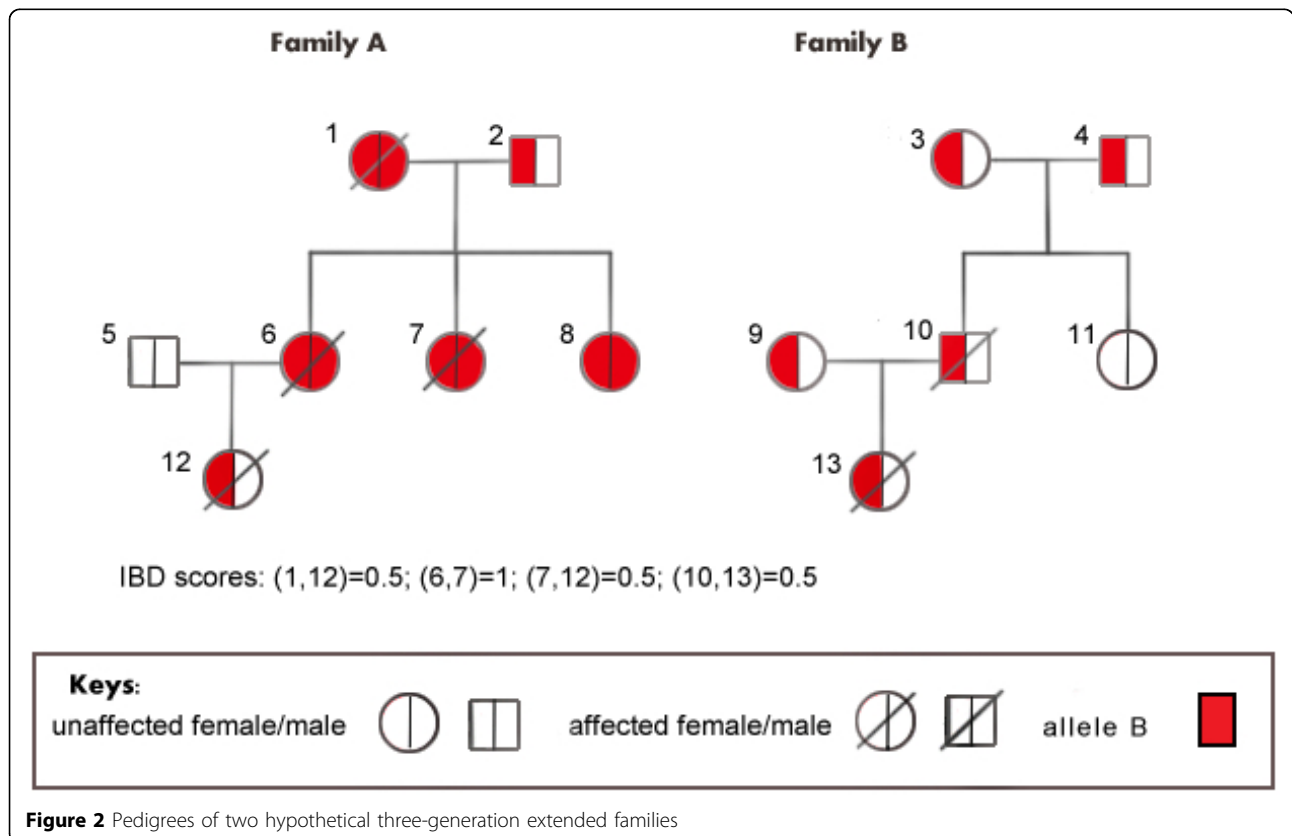 Family A Family B
1 2 3 4
5 6 7 8 9 10 11
12 13
IBD scores: (1,12)=0.5; (6,7)=1; (7,12)=0.5; (10,13)=0.5
Keys:
unaffected female/male affected female/male allele B
Figure 2 Pedigrees of two hypothetical three-generation extended families